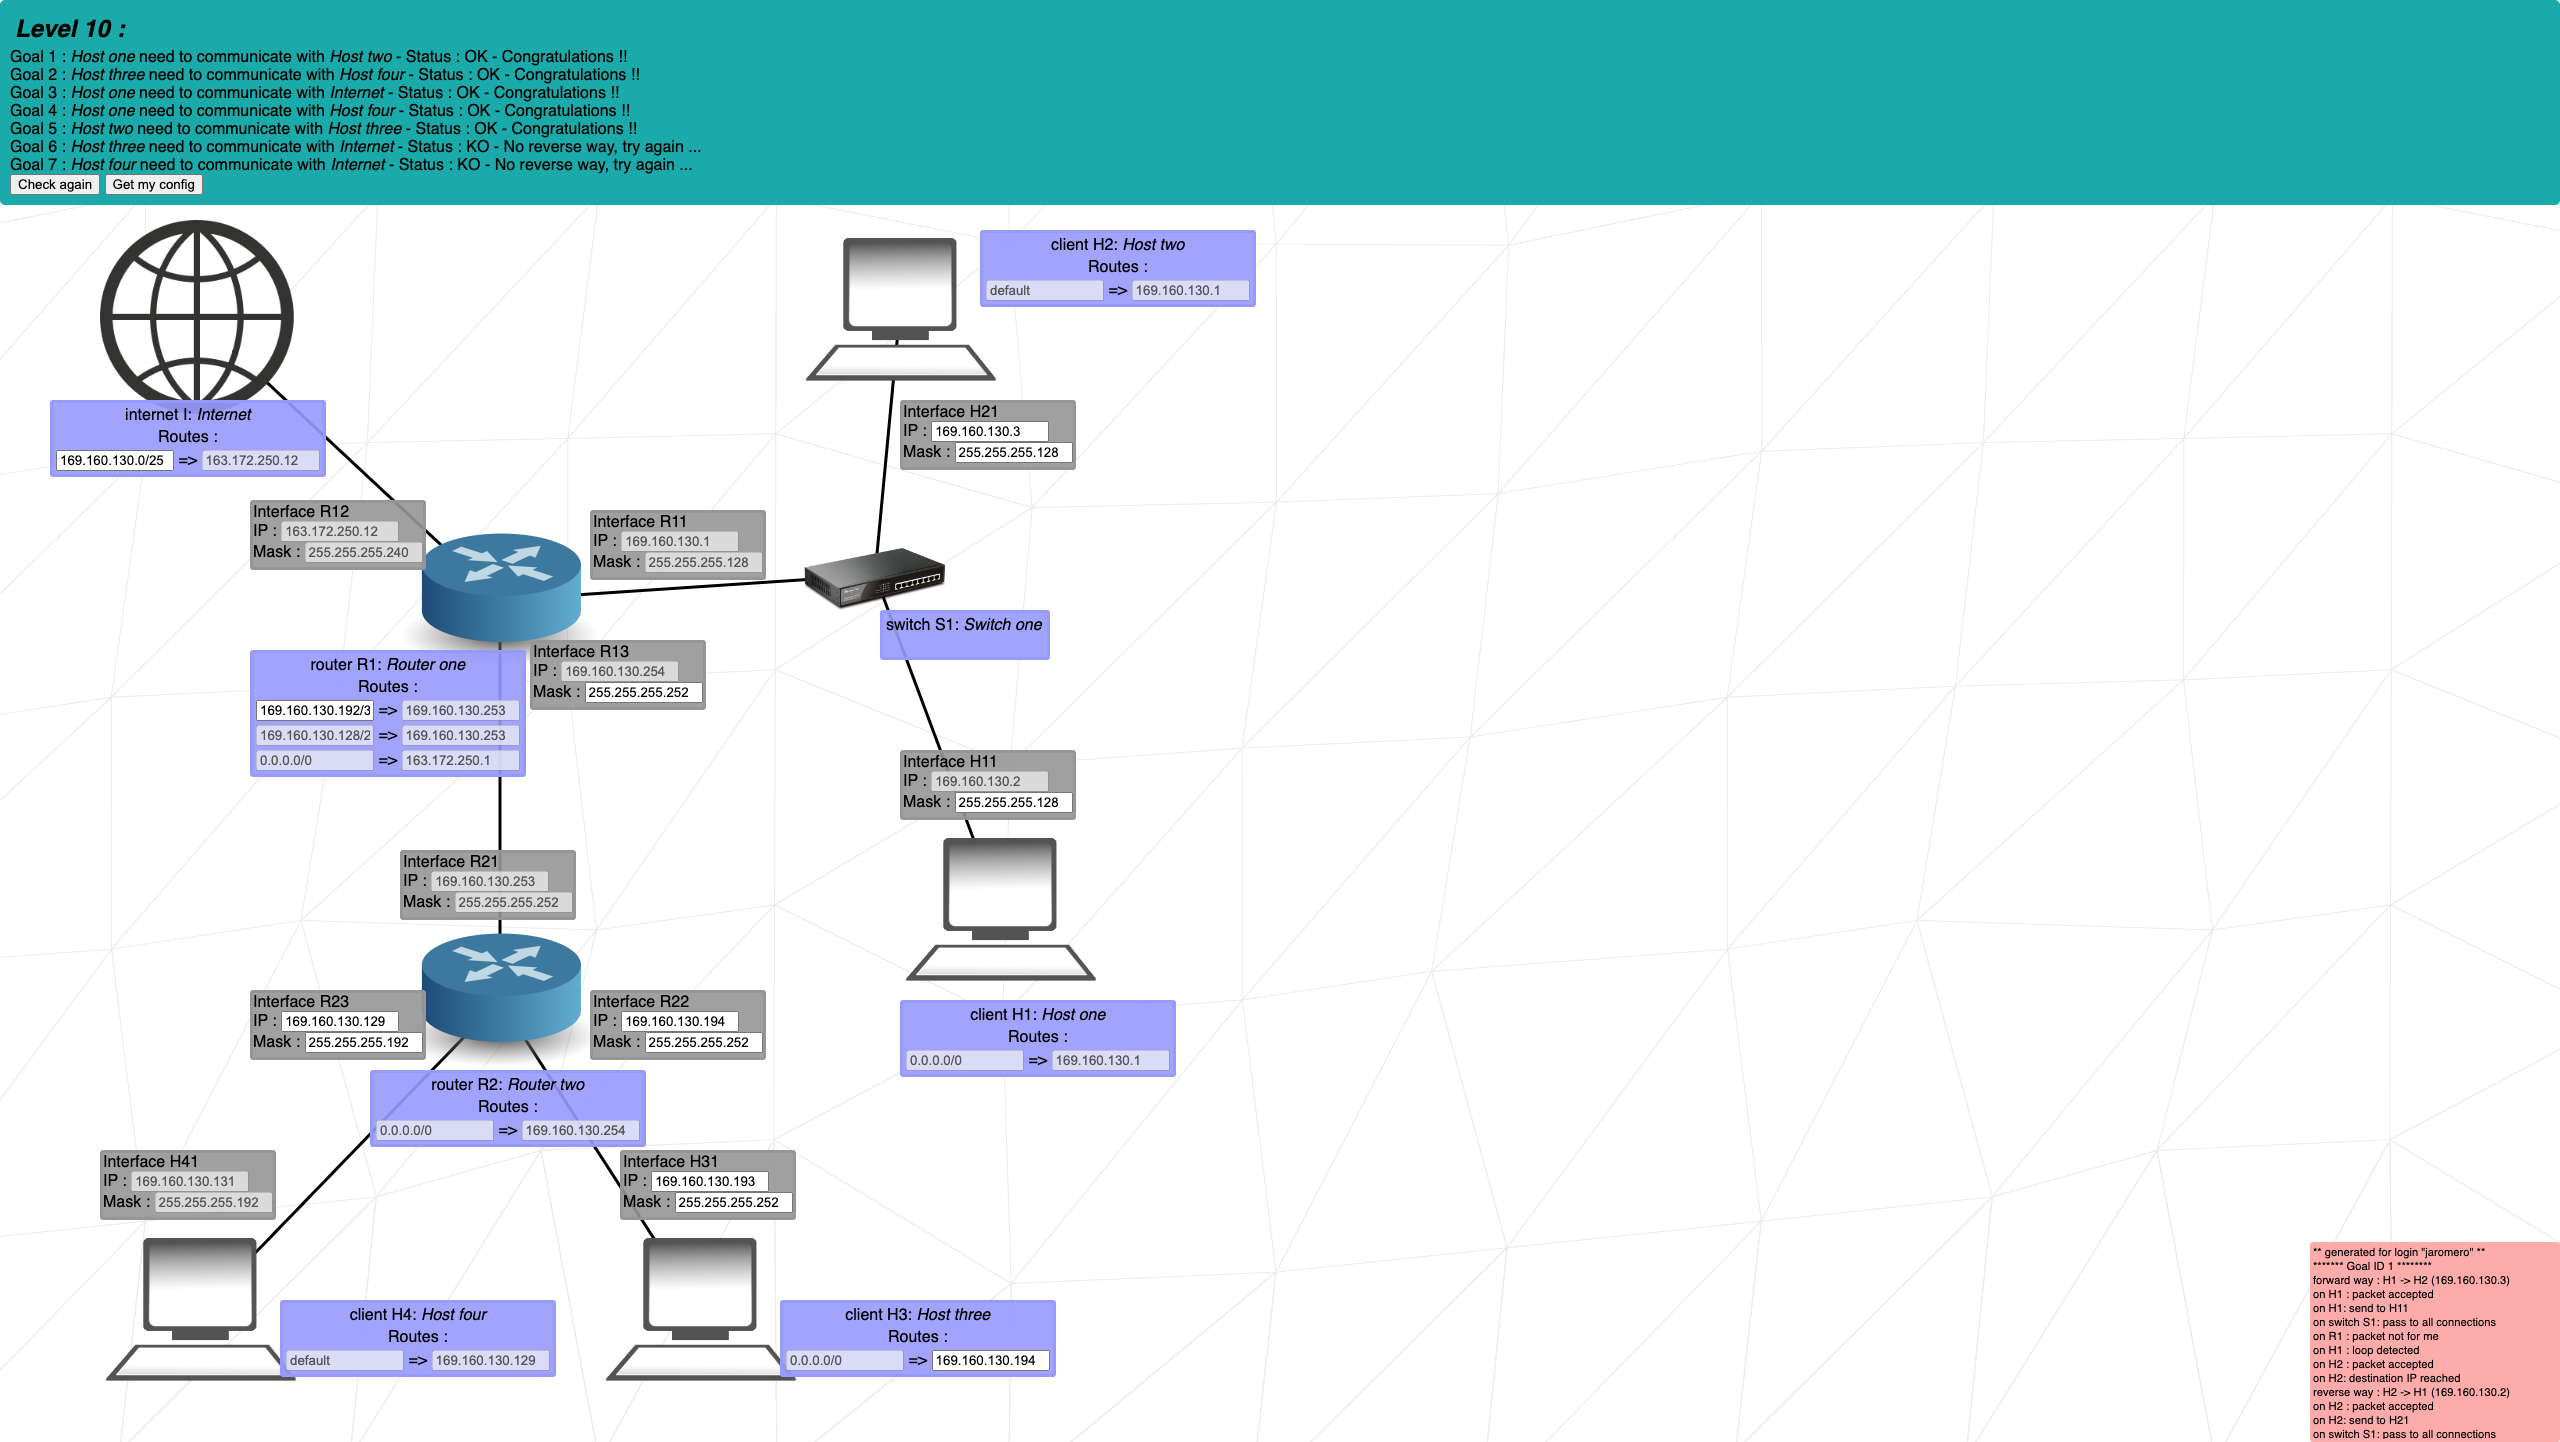 Level 10 :
Goal 1 : Host one need to communicate with Host two - Status : OK - Congratulations !!
Goal 2 : Host three need to communicate with Host four - Status : OK - Congratulations !!
Goal 3 : Host one need to communicate with Internet - Status : OK - Congratulations !!
Goal 4 : Host one need to communicate with Host four - Status : OK - Congratulations !!
Goal 5 : Host two need to communicate with Host three - Status : OK - Congratulations !!
Goal 6 : Host three need to communicate with Internet - Status : KO - No reverse way, try again ...
Goal 7 : Host four need to communicate with Internet - Status : KO - No reverse way, try again ...
Check again Get my config
client H2: Host two
Routes :
default => 169.160.130.1
internet I: Internet
Routes :
169.160.130.0/25 => 163.172.250.12
Interface H21
IP : 169.160.130.3
Mask : 255.255.255.128
Interface R12
IP : 163.172.250.12
Mask : 255.255.255.240
Interface R11
IP : 169.160.130.1
Mask : 255.255.255.128
switch S1: Switch one
Interface R13
IP : 169.160.130.254
Mask : 255.255.255.252
router R1: Router one
Routes :
169.160.130.192/3 => 169.160.130.253
169.160.130.128/2 => 169.160.130.253
0.0.0.0/0 => 163.172.250.1
Interface H11
IP : 169.160.130.2
Mask : 255.255.255.128
Interface R21
IP : 169.160.130.253
Mask : 255.255.255.252
Interface R23
IP : 169.160.130.129
Mask : 255.255.255.192
Interface R22
IP : 169.160.130.194
Mask : 255.255.255.252
client H1: Host one
Routes :
0.0.0.0/0 => 169.160.130.1
router R2: Router two
Routes :
0.0.0.0/0 => 169.160.130.254
Interface H41
IP : 169.160.130.131
Mask : 255.255.255.192
Interface H31
IP : 169.160.130.193
Mask : 255.255.255.252
client H4: Host four
Routes :
default => 169.160.130.129
client H3: Host three
Routes :
0.0.0.0/0 => 169.160.130.194
** generated for login "jaromero" **
******* Goal ID 1 ********
forward way : H1 -> H2 (169.160.130.3)
on H1 : packet accepted
on H1: send to H11
on switch S1: pass to all connections
on R1 : packet not for me
on H1 : loop detected
on H2 : packet accepted
on H2: destination IP reached
reverse way : H2 -> H1 (169.160.130.2)
on H2 : packet accepted
on H2: send to H21
on switch S1: pass to all connections